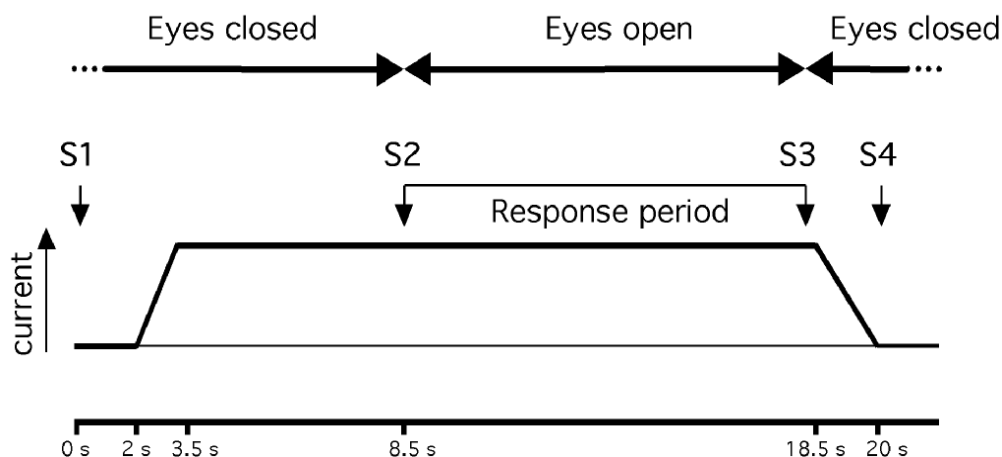 Eyes closed Eyes open Eyes closed
S1 S2 S3 S4
Response period
current
0 s 2 s 3.5 s 8.5 s 18.5 s 20 s